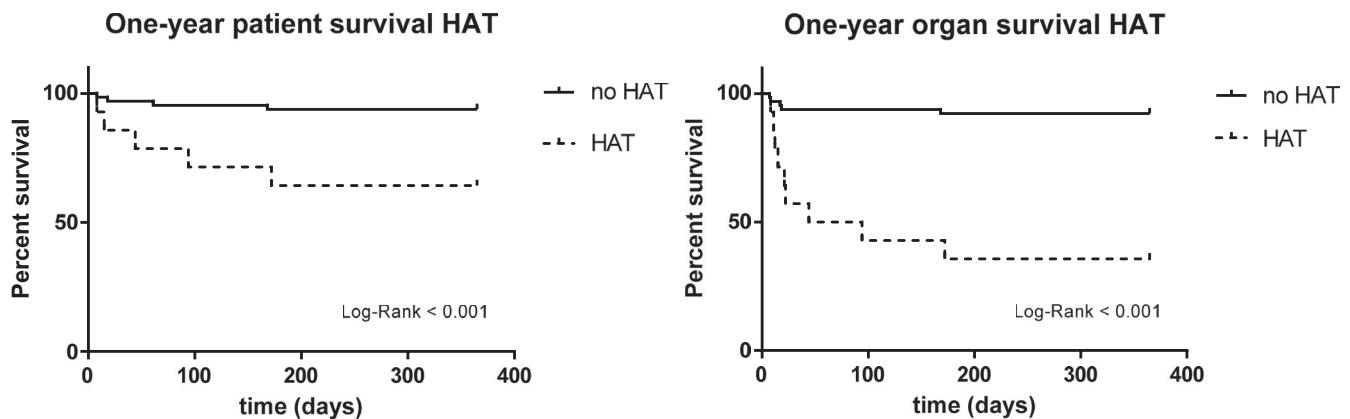 One-year patient survival HAT
100
50
0
Percent survival
0 100 200 300 400
time (days)
no HAT
HAT
Log-Rank < 0.001
One-year organ survival HAT
100
50
0
Percent survival
0 100 200 300 400
time (days)
no HAT
HAT
Log-Rank < 0.001